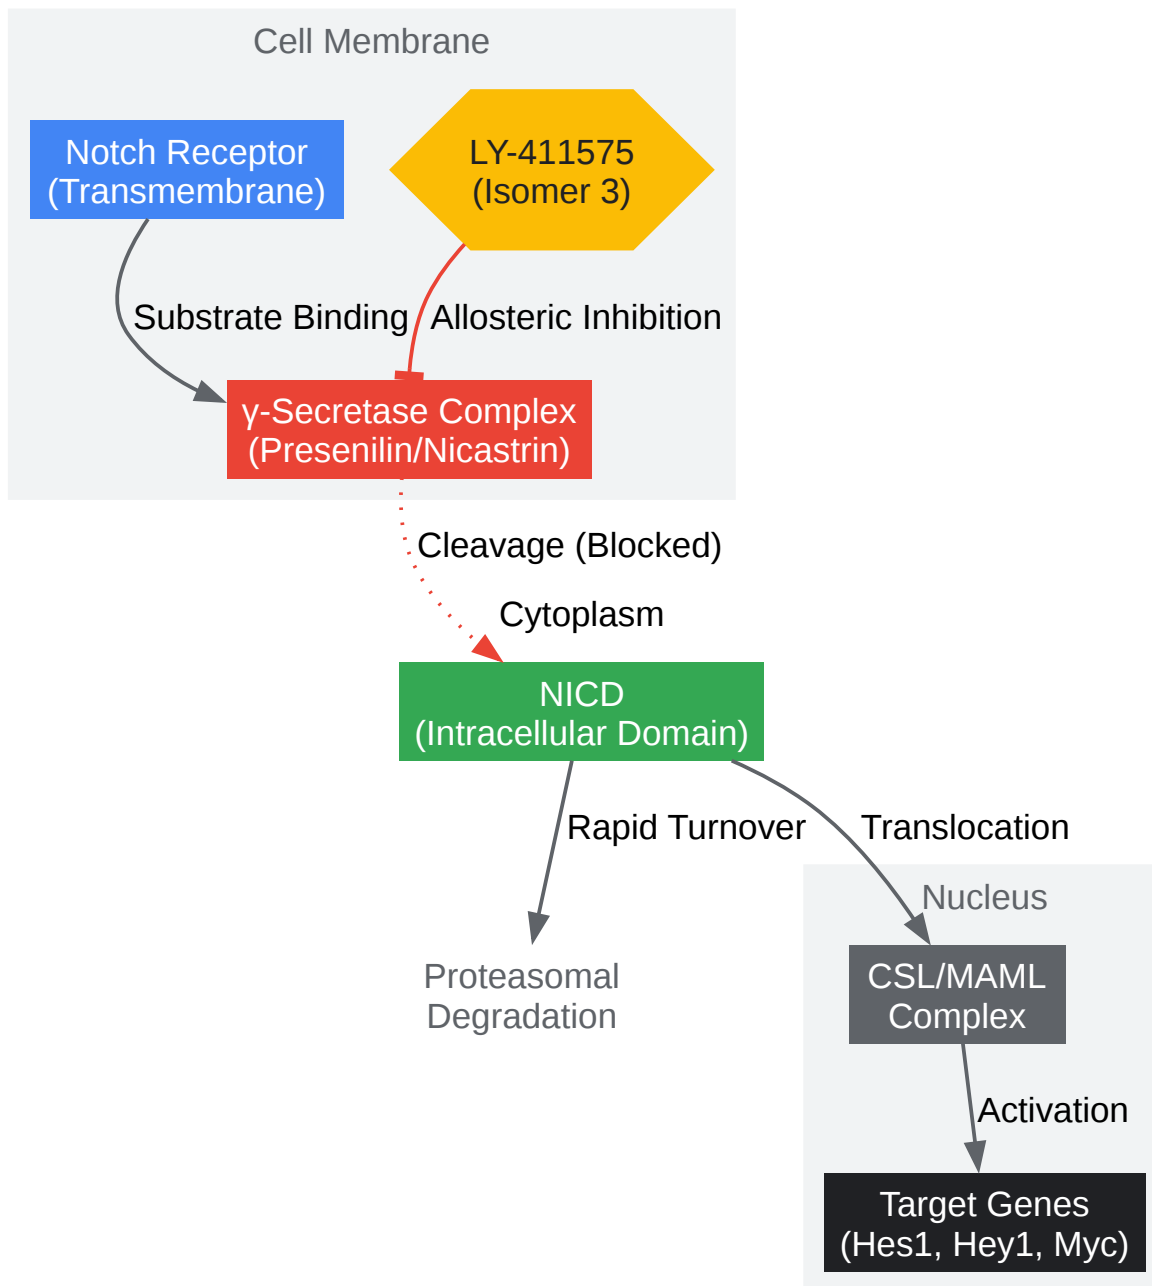 Cell Membrane
Notch Receptor
(Transmembrane)
LY-411575
(Isomer 3)
Substrate Binding
Allosteric Inhibition
γ-Secretase Complex
(Presenilin/Nicastrin)
Cleavage (Blocked)
Cytoplasm
NICD
(Intracellular Domain)
Rapid Turnover
Translocation
Nucleus
Proteasomal
Degradation
CSL/MAML
Complex
Activation
Target Genes
(Hes1, Hey1, Myc)